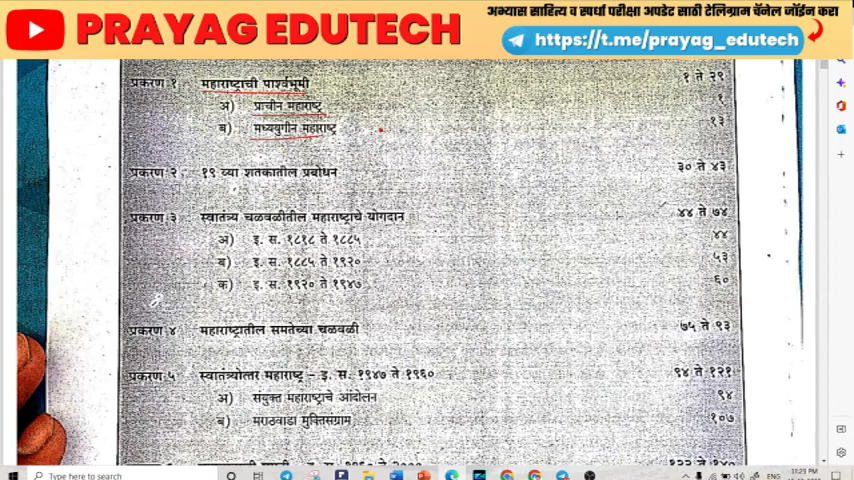 अभ्यास साहित्य व स्पर्धा परीक्षा अपडेट साठी टेलिग्राम चॅनेल जॉईन करा
PRAYAG EDUTECH
https://t.me/prayag_edutech
प्रकरण १ महाराष्ट्राची पार्श्वभूमी १ ते २९
अ) प्राचीन महाराष्ट्र १
ब) मध्ययुगीन महाराष्ट्र १३
प्रकरण २ १९ व्या शतकातील प्रबोधन ३० ते ४३
प्रकरण ३ स्वातंत्र्य चळवळीतील महाराष्ट्राचे योगदान ४४ ते ७४
अ) इ. स. १८१८ ते १८८५ ४४
ब) इ. स. १८८५ ते १९२० ५३
क) इ. स. १९२० ते १९४७ ६०
प्रकरण ४ महाराष्ट्रातील समतेच्या चळवळी ७५ ते ९३
प्रकरण ५ स्वातंत्र्योत्तर महाराष्ट्र - इ. स. १९४७ ते १९६० ९४ ते १२१
अ) संयुक्त महाराष्ट्राचे आंदोलन ९४
ब) मराठवाडा मुक्तिसंग्राम १०७
Type here to search
11:23 PM